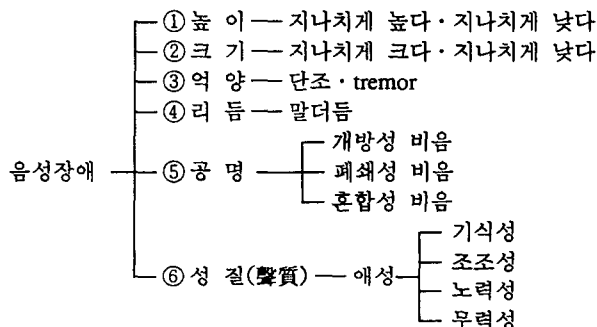 ① 높 이 — 지나치게 높다 · 지나치게 낮다
② 크 기 — 지나치게 크다 · 지나치게 낮다
③ 억 양 — 단조 · tremor
④ 리 듬 — 말더듬
개방성 비음
음성장애
⑤ 공 명
폐쇄성 비음
혼합성 비음
기식성
⑥ 성 질(聲質) — 애성
조조성
노력성
무력성